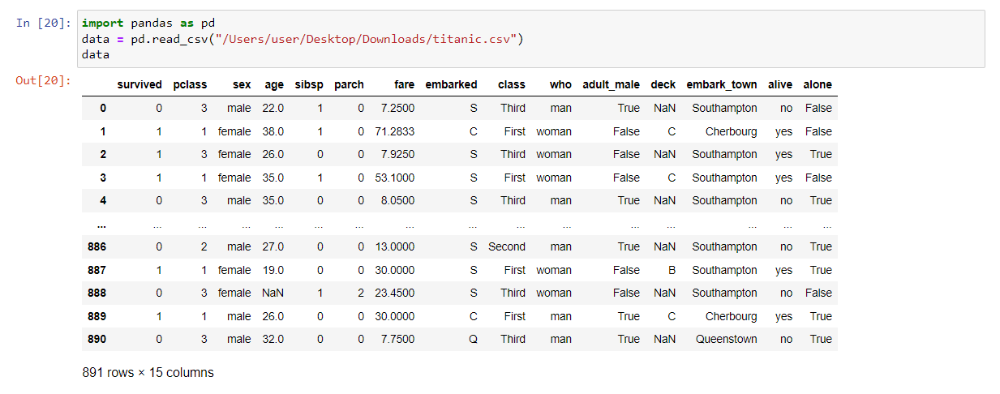 In [20]: import pandas as pd
data = pd.read_csv("/Users/user/Desktop/Downloads/titanic.csv")
data
Out[20]:
survived pclass sex age sibsp parch fare embarked class who adult_male deck embark_town alive alone
0 0 3 male 22.0 1 0 7.2500 S Third man True NaN Southampton no False
1 1 1 female 38.0 1 0 71.2833 C First woman False C Cherbourg yes False
2 1 3 female 26.0 0 0 7.9250 S Third woman False NaN Southampton yes True
3 1 1 female 35.0 1 0 53.1000 S First woman False C Southampton yes False
4 0 3 male 35.0 0 0 8.0500 S Third man True NaN Southampton no True
... ... ... ... ... ... ... ... ... ... ... ... ... ... ... ...
886 0 2 male 27.0 0 0 13.0000 S Second man True NaN Southampton no True
887 1 1 female 19.0 0 0 30.0000 S First woman False B Southampton yes True
888 0 3 female NaN 1 2 23.4500 S Third woman False NaN Southampton no False
889 1 1 male 26.0 0 0 30.0000 C First man True C Cherbourg yes True
890 0 3 male 32.0 0 0 7.7500 Q Third man True NaN Queenstown no True
891 rows × 15 columns